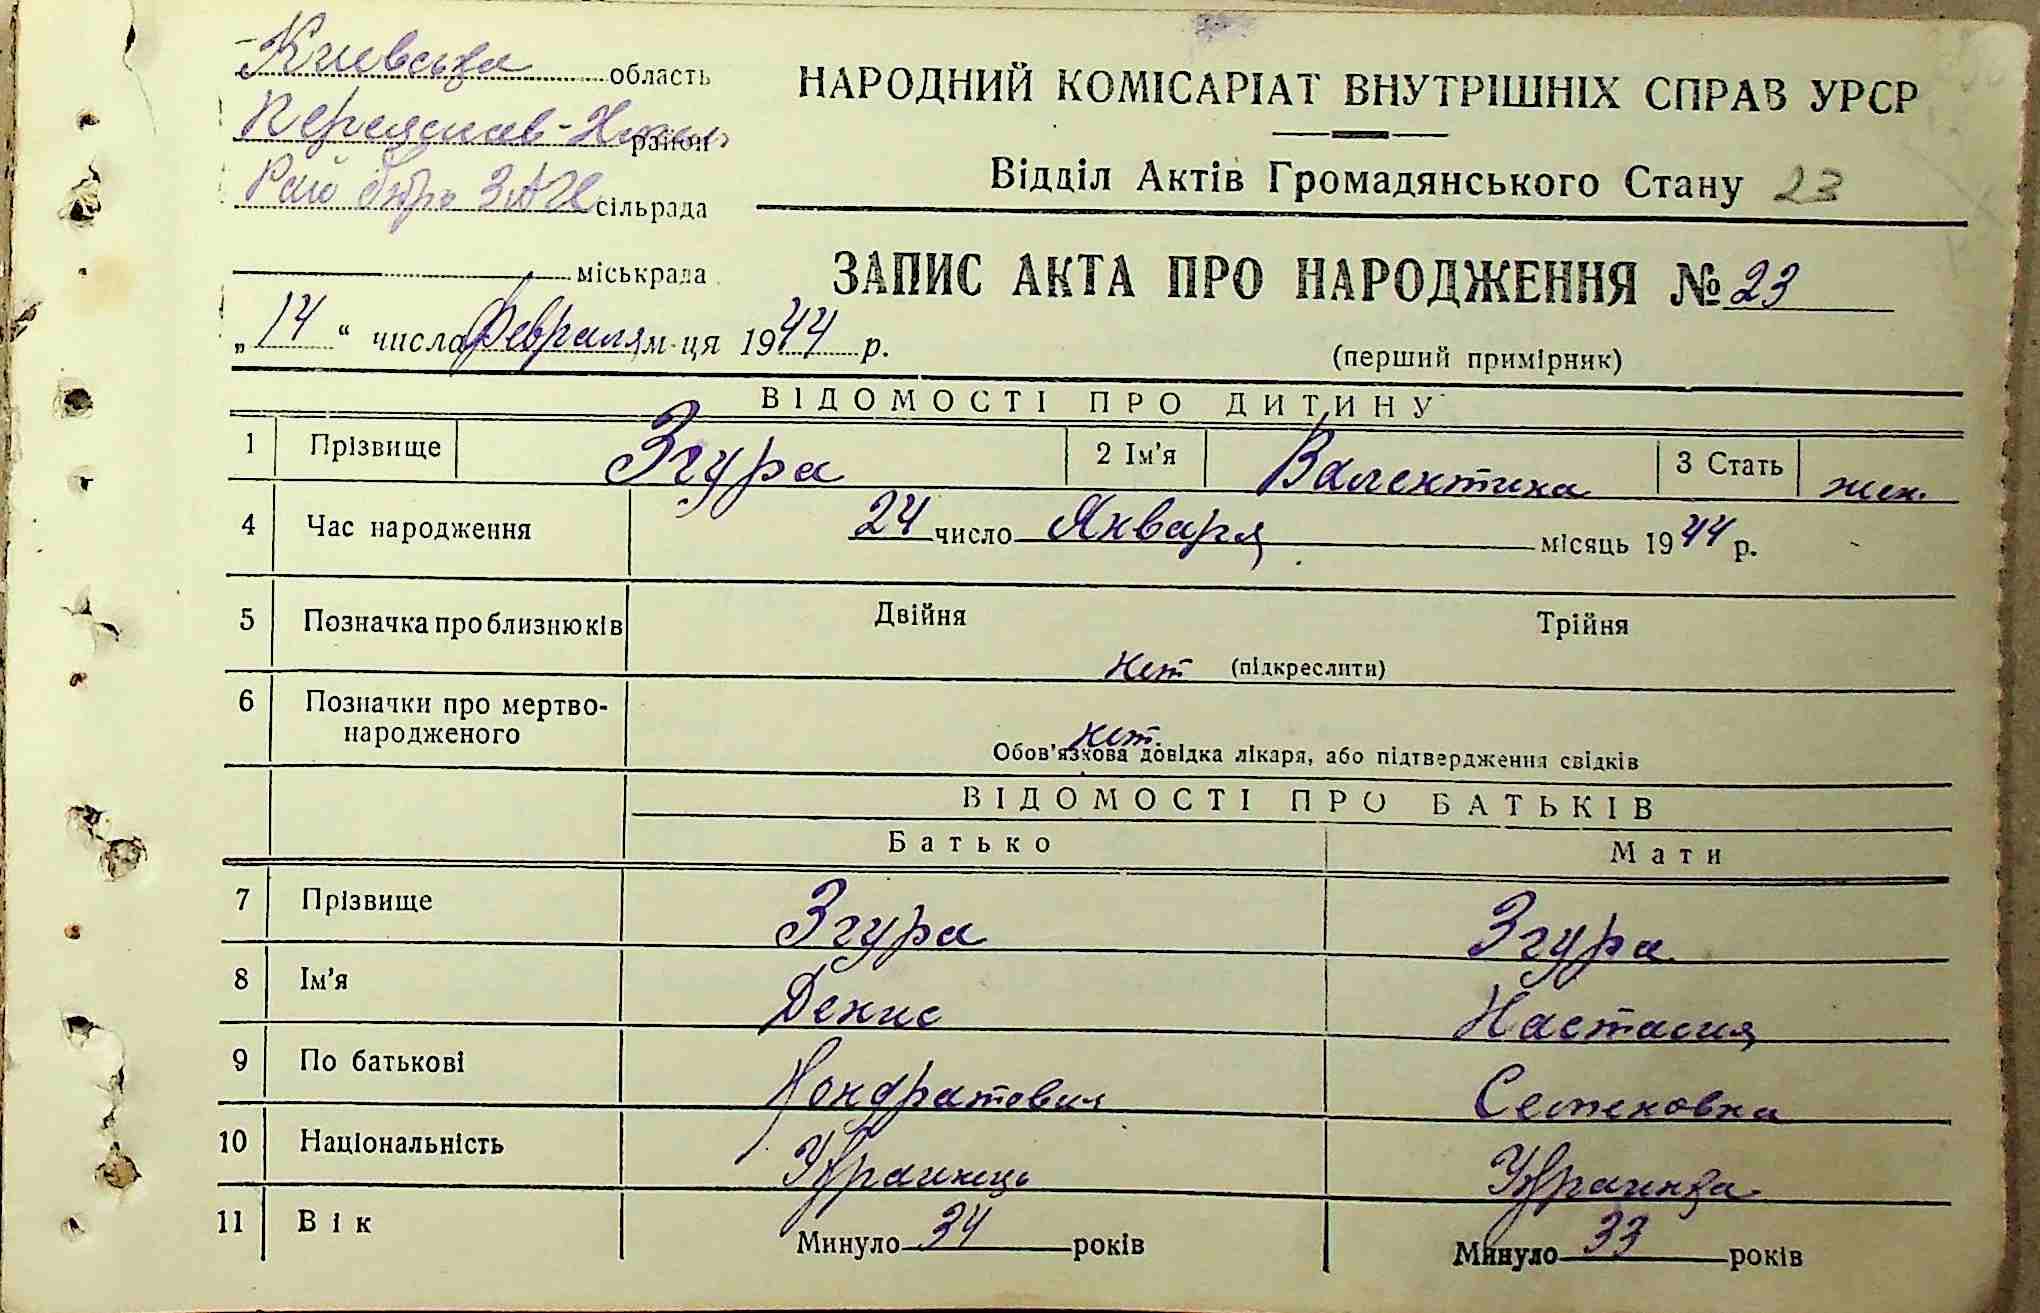 Киевська область
НАРОДНИЙ КОМІСАРІАТ ВНУТРІШНІХ СПРАВ УРСР
Переяслав- район
Відділ Актів Громадянського Стану 23
Рай бюро ЗАГС сільрада
міськрада
ЗАПИС АКТА ПРО НАРОДЖЕННЯ № 23
„14“ числа Февраля м-ця 1944 р.
(перший примірник)
ВІДОМОСТІ ПРО ДИТИНУ
1 Прізвище Згура 2 Ім'я Валентина 3 Стать жен.
4 Час народження 24 число Января місяць 1944 р.
5 Позначка про близнюків Двійня Трійня
нет (підкреслити)
6 Позначки про мертво-
народженого нет.
Обов'язкова довідка лікаря, або підтвердження свідків
ВІДОМОСТІ ПРО БАТЬКІВ
Батько Мати
7 Прізвище Згура Згура
8 Ім'я Денис Настасия
9 По батькові Кондратович Семеновна
10 Національність Украинець Украинка
11 Вік Минуло 34 років Минуло 33 років